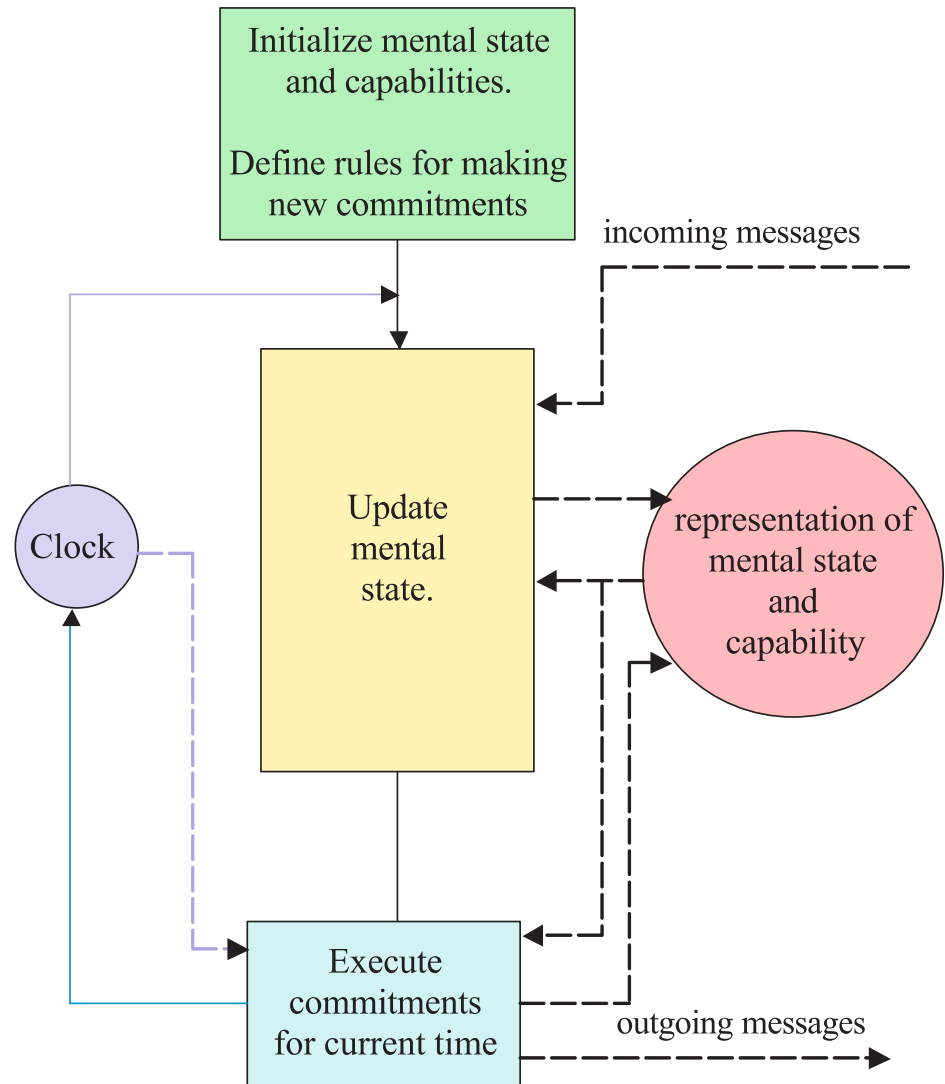 Initialize mental state
and capabilities.
Define rules for making
new commitments
incoming messages
Clock
Update
mental
state.
representation of
mental state
and
capability
Execute
commitments
for current time
outgoing messages